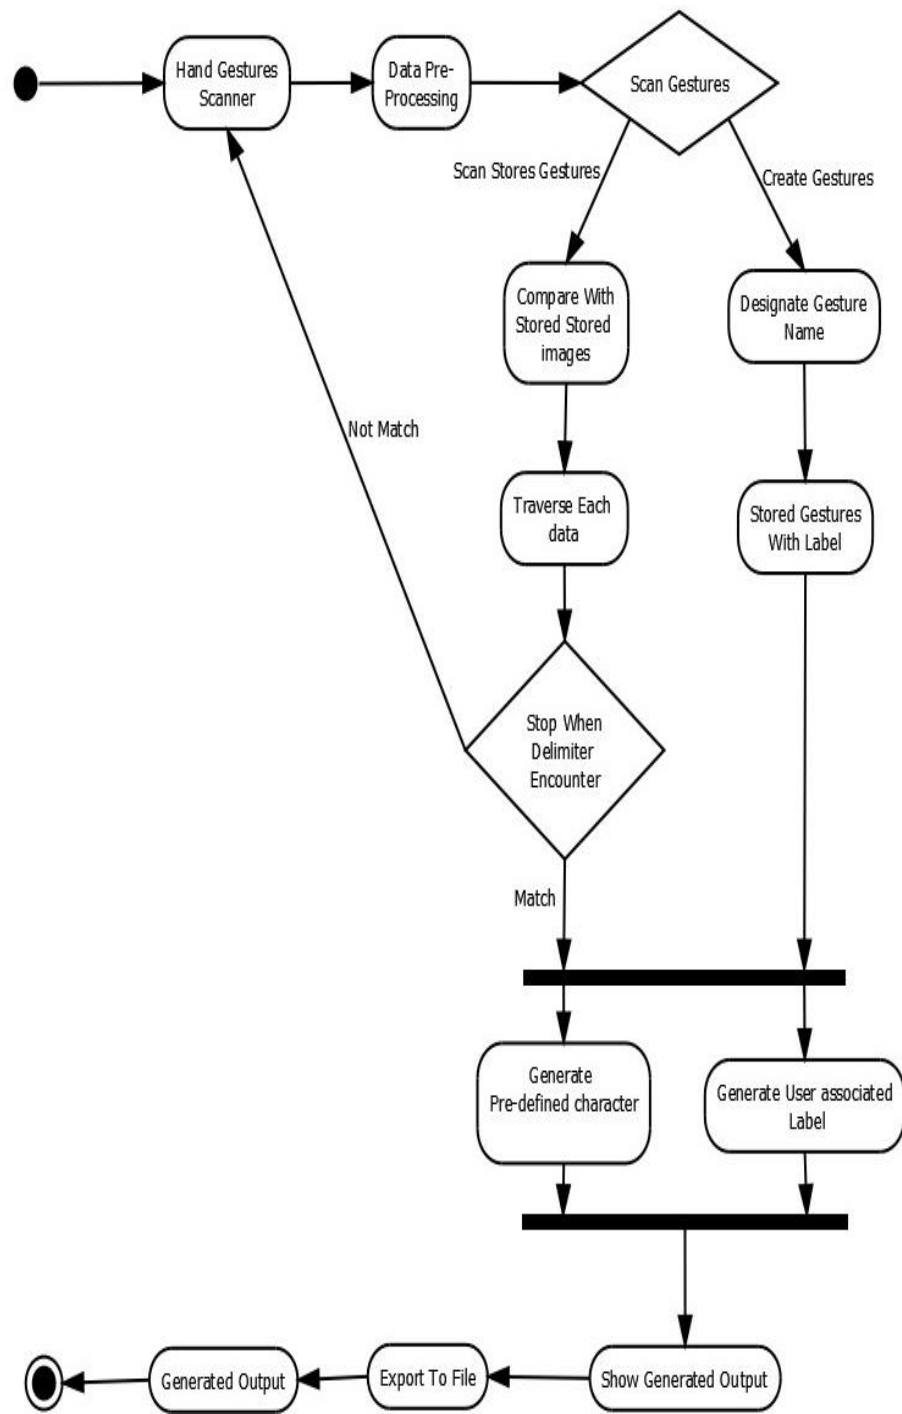 Hand Gestures
Scanner
Data Pre-
Processing
Scan Gestures
Scan Stores Gestures
Create Gestures
Compare With
Stored Stored
images
Designate Gesture
Name
Not Match
Traverse Each
data
Stored Gestures
With Label
Stop When
Delimiter
Encounter
Match
Generate
Pre-defined character
Generate User associated
Label
Generated Output
Export To File
Show Generated Output